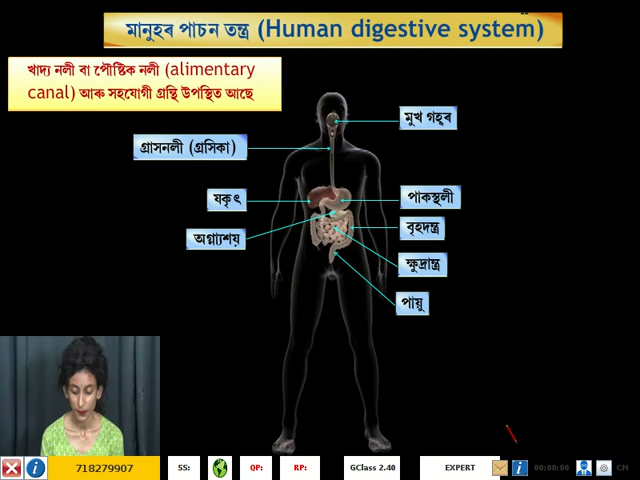 মানুহৰ পাচন তন্ত্ৰ (Human digestive system)
খাদ্য নলী বা পৌষ্টিক নলী (alimentary
canal) আৰু সহযোগী গ্ৰন্থি উপস্থিত আছে
মুখ গহ্বৰ
গ্ৰাসনলী (গ্ৰসিকা)
যকৃৎ
পাকস্থলী
অগ্ন্যাশয়
বৃহদন্ত্ৰ
ক্ষুদ্ৰান্ত্ৰ
পায়ু
718279907
SS:
QP:
RP:
GClass 2.40
EXPERT
00:00:00
CM